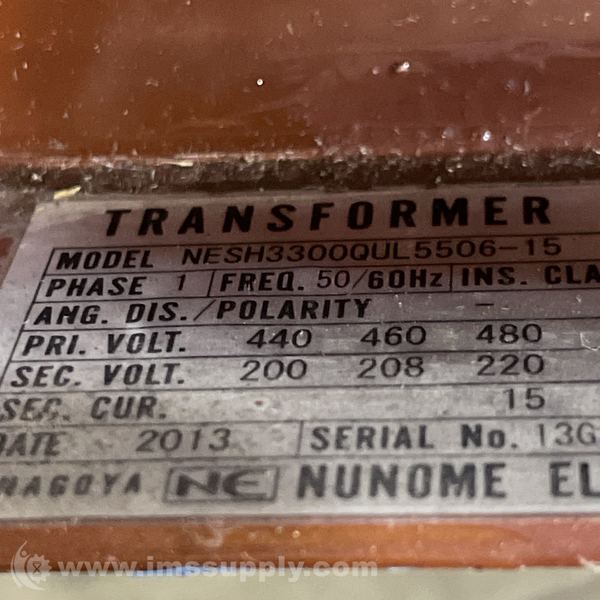 TRANSFORMER
MODEL NESH3300QUL5506-15
PHASE 1 FREQ. 50/60Hz INS. CLA
ANG. DIS./POLARITY -
PRI. VOLT. 440 460 480
SEC. VOLT. 200 208 220
SEC. CUR. 15
DATE 2013 SERIAL No. 13G
NAGOYA NE NUNOME EL
www.imssupply.com